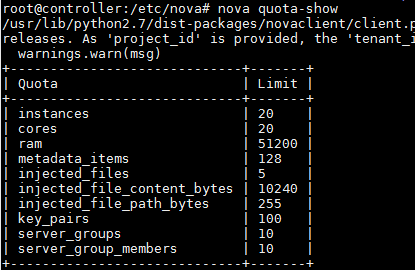 root@controller:/etc/nova# nova quota-show
/usr/lib/python2.7/dist-packages/novaclient/client.p
releases. As 'project_id' is provided, the 'tenant_i
  warnings.warn(msg)
+-----------------------------+-------+
| Quota                       | Limit |
+-----------------------------+-------+
| instances                   | 20    |
| cores                       | 20    |
| ram                         | 51200 |
| metadata_items              | 128   |
| injected_files              | 5     |
| injected_file_content_bytes | 10240 |
| injected_file_path_bytes    | 255   |
| key_pairs                   | 100   |
| server_groups               | 10    |
| server_group_members        | 10    |
+-----------------------------+-------+